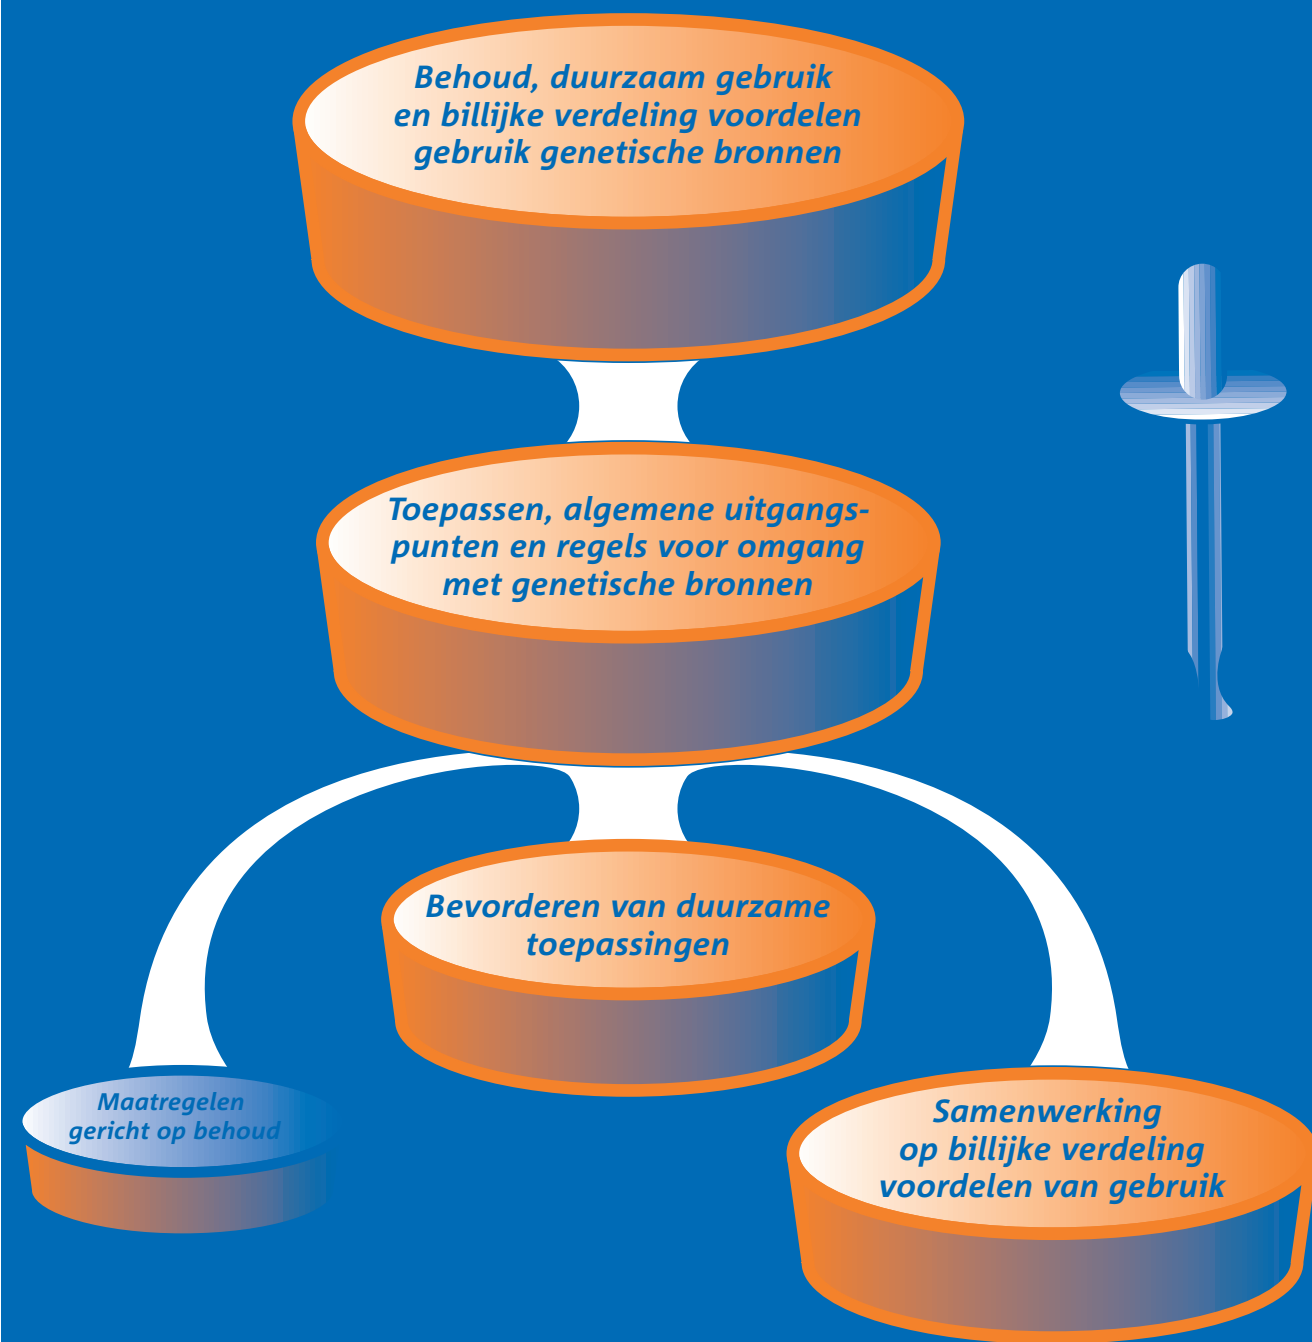 Behoud, duurzaam gebruik
en billijke verdeling voordelen
gebruik genetische bronnen
Toepassen, algemene uitgangs-
punten en regels voor omgang
met genetische bronnen
Bevorderen van duurzame
toepassingen
Maatregelen
gericht op behoud
Samenwerking
op billijke verdeling
voordelen van gebruik